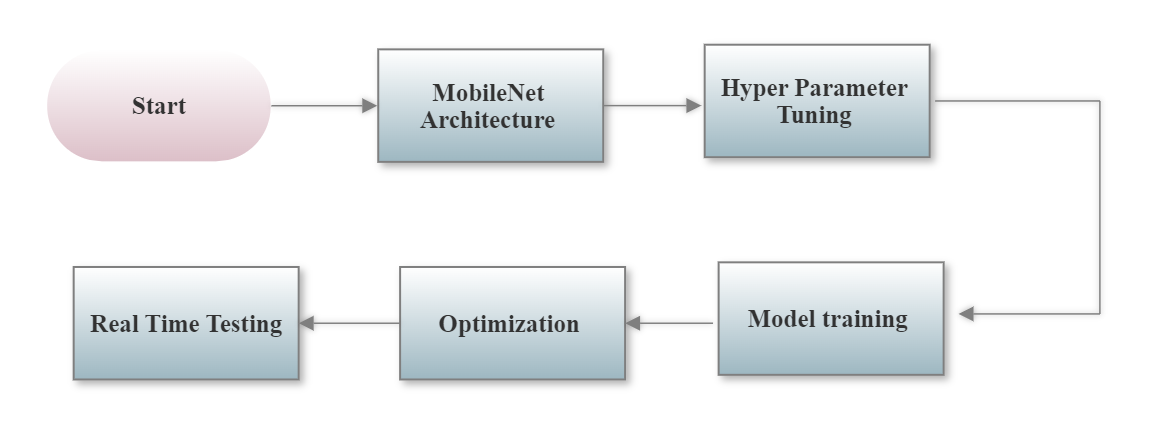 Start
MobileNet
Architecture
Hyper Parameter
Tuning
Model training
Optimization
Real Time Testing